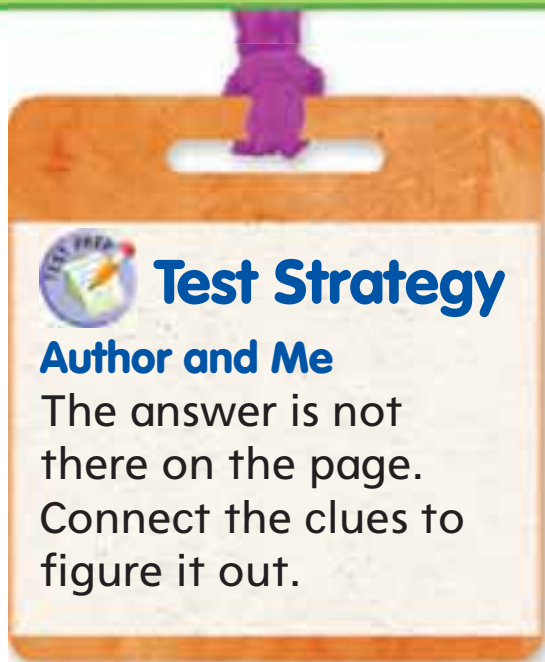 TEST PREP
Test Strategy
Author and Me
The answer is not
there on the page.
Connect the clues to
figure it out.